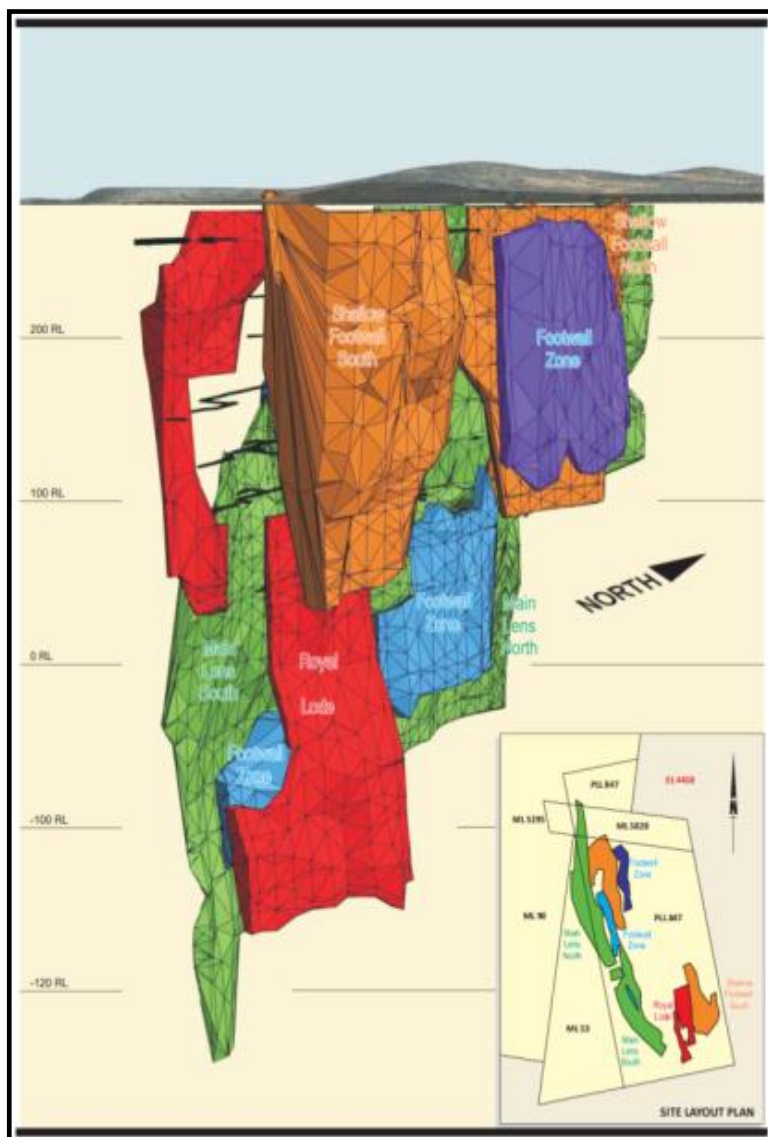 Shallow
Footwall
North
Shallow
Footwall
South
Footwall
Zone
200 RL
100 RL
NORTH
Footwall
Zone
Main
Lens
North
Main
Lens
South
Royal
Lode
0 RL
Footwall
Zone
-100 RL
-120 RL
PLL 847
EL 4458
N
ML 5295
ML 5828
Footwall
Zone
ML 98
PLL 847
Main
Lens
North
Footwall
Zone
Shallow
Footwall
South
Royal
Lode
ML 53
Main
Lens
South
SITE LAYOUT PLAN